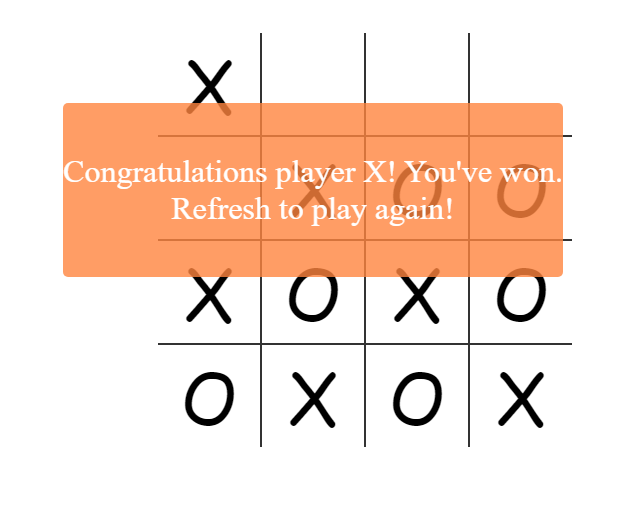 X
Congratulations player X! You've won.
Refresh to play again!
X O O
X O X O
O X O X